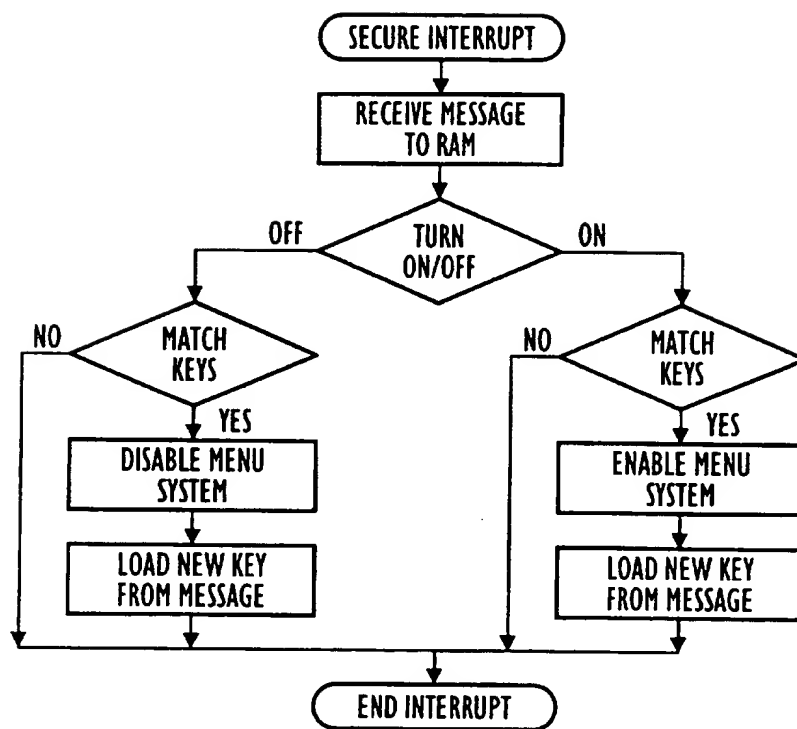 SECURE INTERRUPT
RECEIVE MESSAGE
TO RAM
OFF
TURN
ON/OFF
ON
NO
MATCH
KEYS
YES
DISABLE MENU
SYSTEM
LOAD NEW KEY
FROM MESSAGE
NO
MATCH
KEYS
YES
ENABLE MENU
SYSTEM
LOAD NEW KEY
FROM MESSAGE
END INTERRUPT